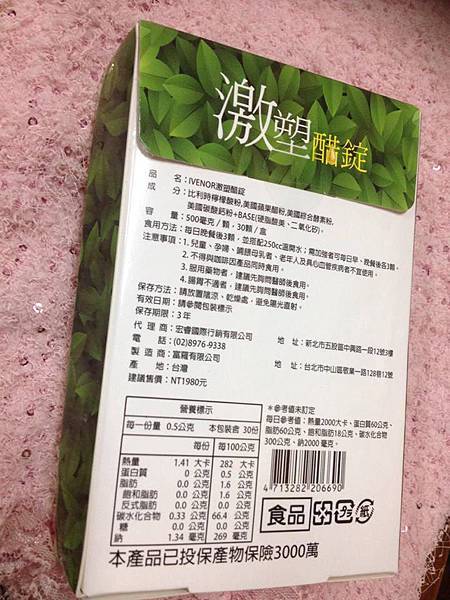 激塑醋錠
品　　名：IVENOR激塑醋錠
成　　分：比利時檸檬酸粉,美國蘋果醋粉,美國綜合酵素粉,
美國碳酸鈣粉+BASE(硬脂酸美、二氧化矽)。
容　　量：500毫克 / 顆，30顆 / 盒
食用方法：每日晚餐後3顆，並搭配250cc溫開水；需加強者可每日早、晚餐後各3顆。
注意事項：1. 兒童、孕婦、哺餵母乳者、老年人及具心血管疾病者不宜使用。
2. 不得與咖啡因產品同時食用。
3. 服用藥物者，建議先詢問醫師後食用。
4. 腸胃不適者，建議先詢問醫師後食用。
保存方法：請放置陰涼、乾燥處，避免陽光直射。
有效日期：請參閱包裝標示
保存期限：3 年
代 理 商：宏睿國際行銷有限公司　地　　址：新北市五股區中興路一段12號3樓
電　　話：(02)8976-9338
製 造 商：富羅有限公司　地　　址：台北市中山區敬業一路128巷12號
產　　地：台灣
建議售價：NT1980元
營養標示
每一份量 0.5公克 本包裝含 30份
每份 每100公克
熱量 1.41 大卡 282 大卡
蛋白質 0 公克 0.5 公克
脂肪 0.0 公克 1.6 公克
飽和脂肪 0.0 公克 1.6 公克
反式脂肪 0.0 公克 0 公克
碳水化合物 0.33 公克 66.4 公克
糖 0.0 公克 0 公克
鈉 1.34 毫克 269 毫克
＊參考值未訂定
每日參考值：熱量2000大卡、蛋白質60公克、
脂肪60公克、飽和脂肪18公克、碳水化合物
300公克、鈉2000 毫克。
4 713282 206690
食品 紙
本產品已投保產物保險3000萬